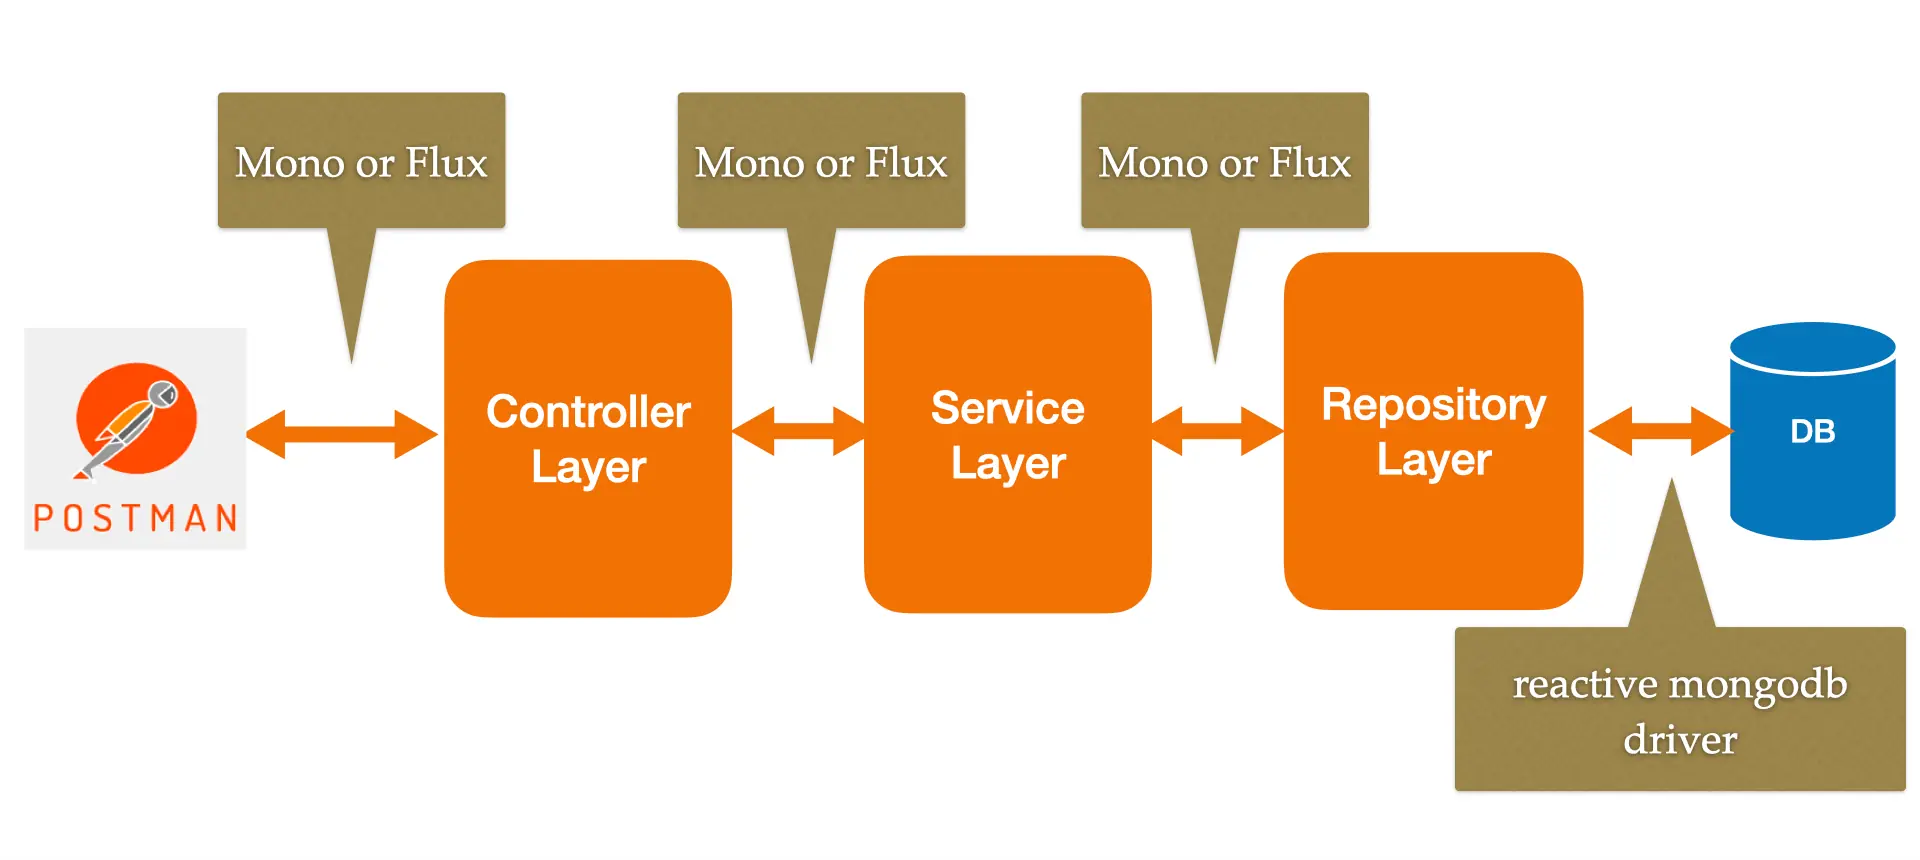 Mono or Flux
Mono or Flux
Mono or Flux
POSTMAN
Controller
Layer
Service
Layer
Repository
Layer
DB
reactive mongodb
driver